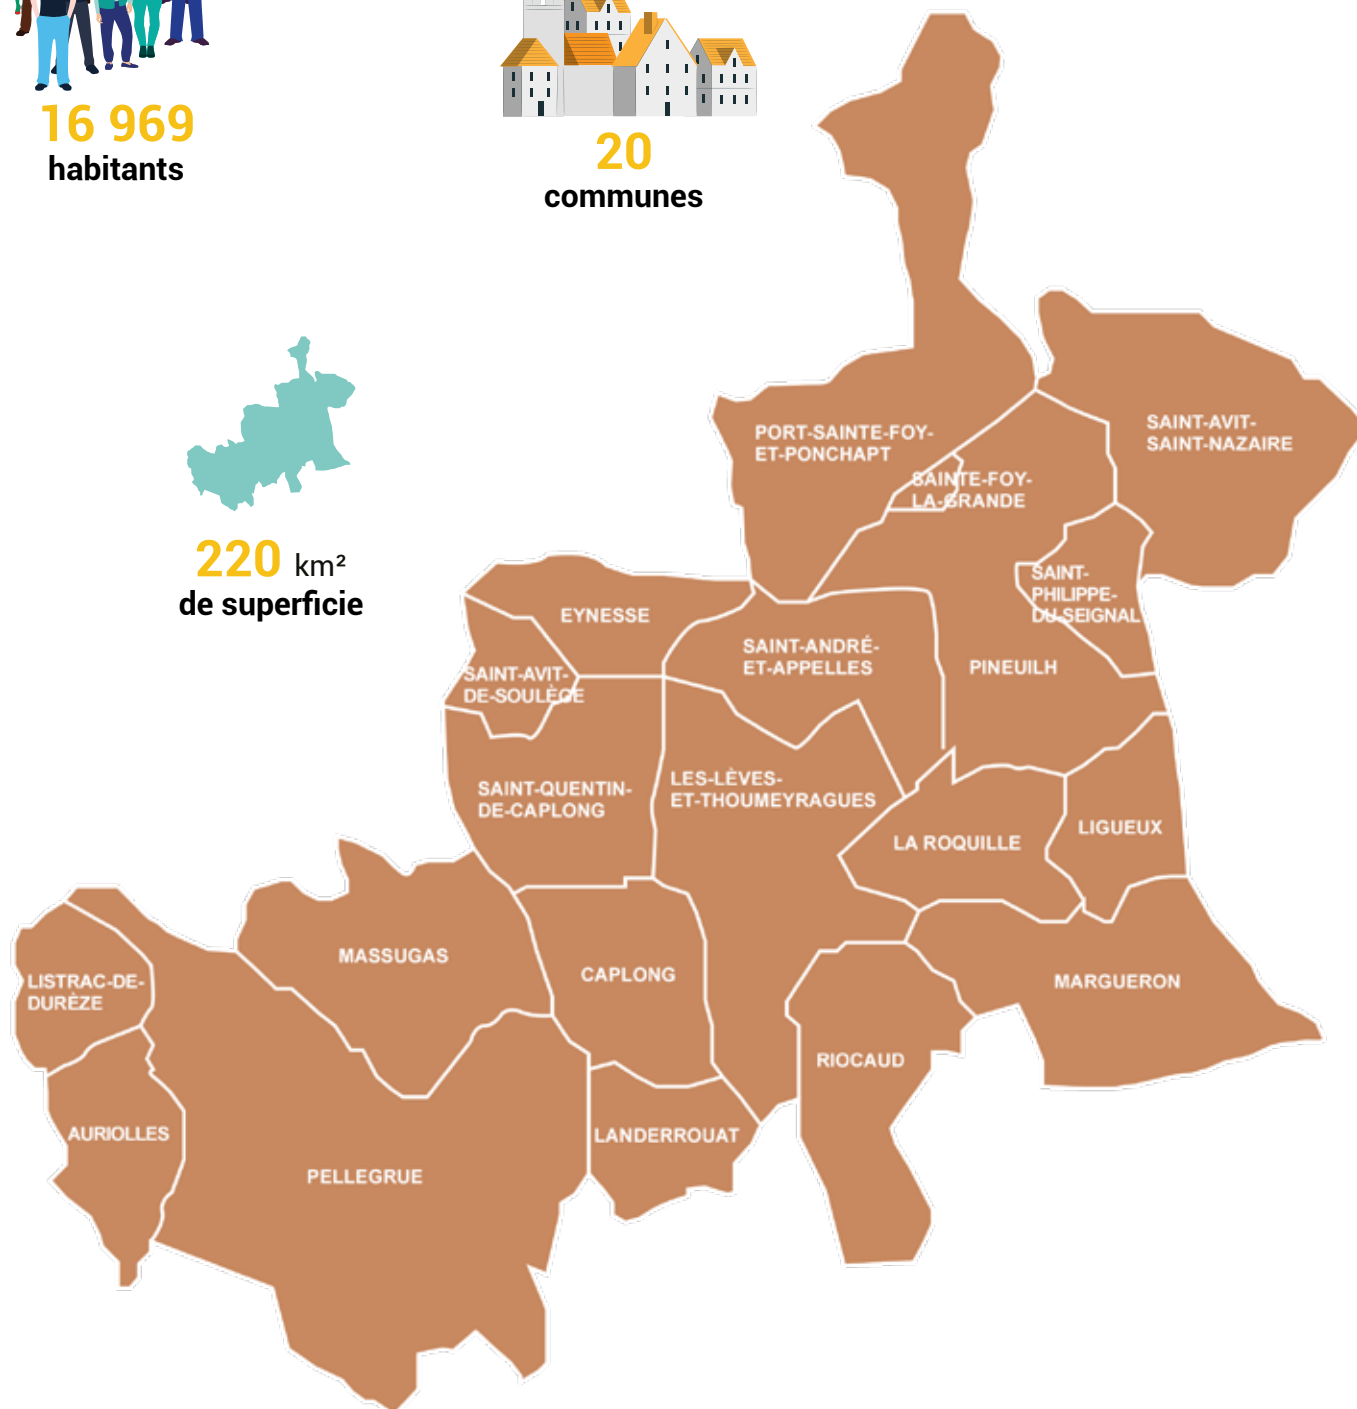 16 969
habitants
20
communes
220 km²
de superficie
PORT-SAINTE-FOY-
ET-PONCHAPT
SAINT-AVIT-
SAINT-NAZAIRE
SAINTE-FOY-
LA-GRANDE
SAINT-
PHILIPPE-
DU-SEIGNAL
EYNESSE
SAINT-ANDRÉ-
ET-APPELLES
PINEUILH
SAINT-AVIT-
DE-SOULÈGE
SAINT-QUENTIN-
DE-CAPLONG
LES-LÈVES-
ET-THOUMEYRAGUES
LA ROQUILLE
LIGUEUX
MASSUGAS
CAPLONG
MARGUERON
LISTRAC-DE-
DURÈZE
RIOCAUD
AURIOLLES
LANDERROUAT
PELLEGRUE